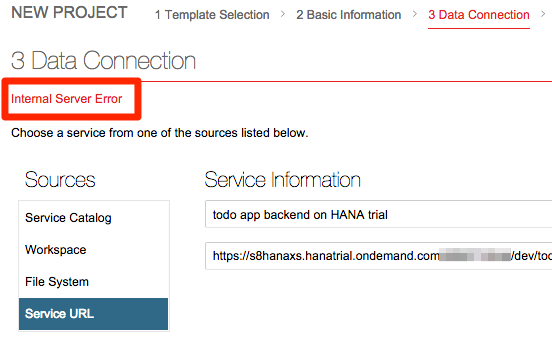 NEW PROJECT 1 Template Selection > 2 Basic Information > 3 Data Connection >
3 Data Connection
Internal Server Error
Choose a service from one of the sources listed below.
Sources
Service Information
Service Catalog
Workspace
File System
Service URL
todo app backend on HANA trial
https://s8hanaxs.hanatrial.ondemand.com /dev/too